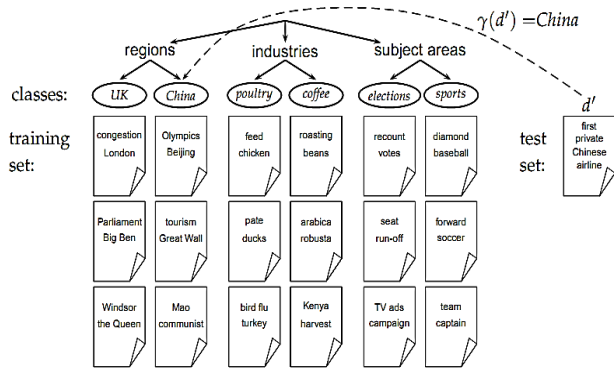 γ(d′) =China
regions industries subject areas
classes: UK China poultry coffee elections sports d′
training set:
congestion London
Olympics Beijing
feed chicken
roasting beans
recount votes
diamond baseball
test set:
first private Chinese airline
Parliament Big Ben
tourism Great Wall
pate ducks
arabica robusta
seat run-off
forward soccer
Windsor the Queen
Mao communist
bird flu turkey
Kenya harvest
TV ads campaign
team captain